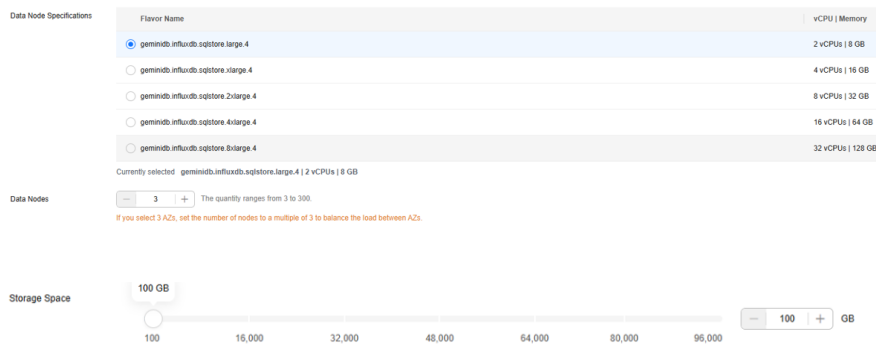 Data Node Specifications
Flavor Name vCPU | Memory
geminidb.influxdb.sqlstore.large.4 2 vCPUs | 8 GB
geminidb.influxdb.sqlstore.xlarge.4 4 vCPUs | 16 GB
geminidb.influxdb.sqlstore.2xlarge.4 8 vCPUs | 32 GB
geminidb.influxdb.sqlstore.4xlarge.4 16 vCPUs | 64 GB
geminidb.influxdb.sqlstore.8xlarge.4 32 vCPUs | 128 GB
Currently selected geminidb.influxdb.sqlstore.large.4 | 2 vCPUs | 8 GB
Data Nodes − 3 + The quantity ranges from 3 to 300.
If you select 3 AZs, set the number of nodes to a multiple of 3 to balance the load between AZs.
100 GB
Storage Space − 100 + GB
100 16,000 32,000 48,000 64,000 80,000 96,000